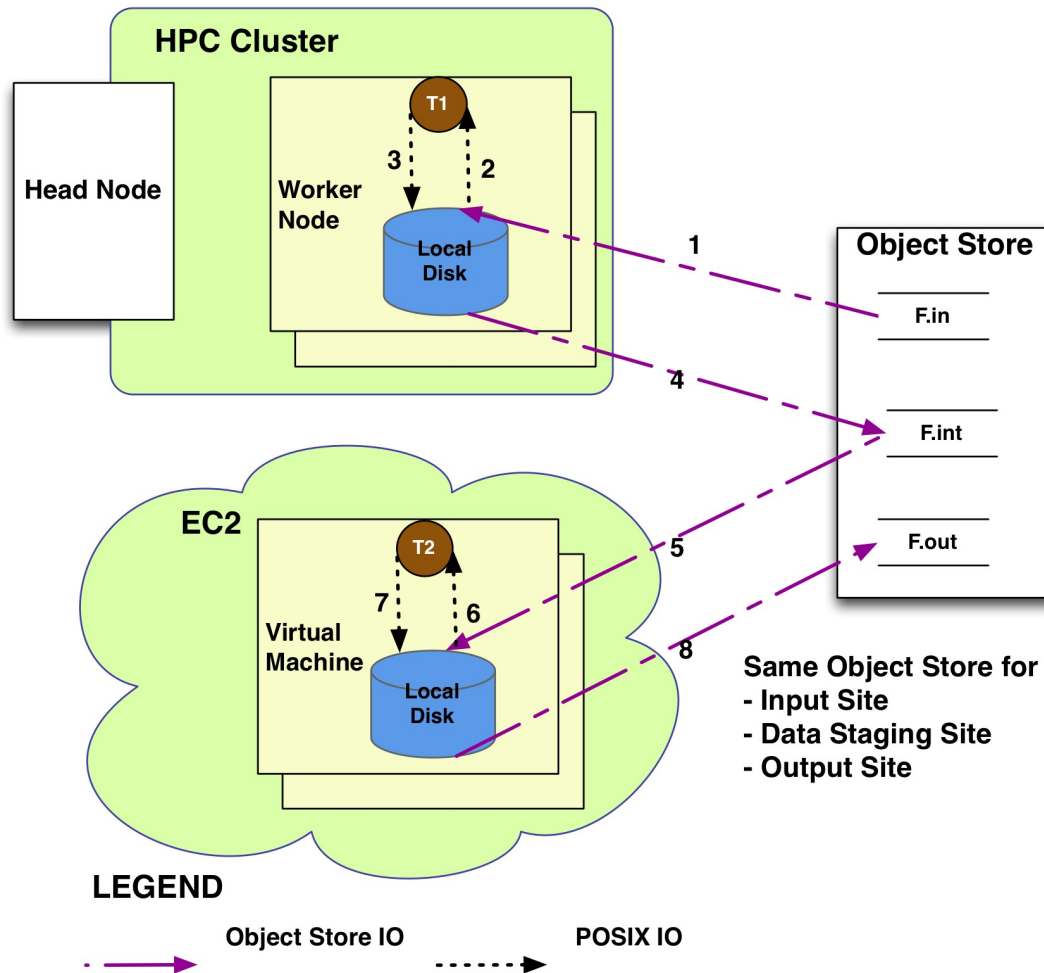 HPC Cluster
Head Node
T1
3
2
Worker
Node
Local
Disk
1
4
Object Store
F.in
F.int
F.out
EC2
T2
7
6
Virtual
Machine
Local
Disk
5
8
Same Object Store for
- Input Site
- Data Staging Site
- Output Site
LEGEND
Object Store IO
POSIX IO